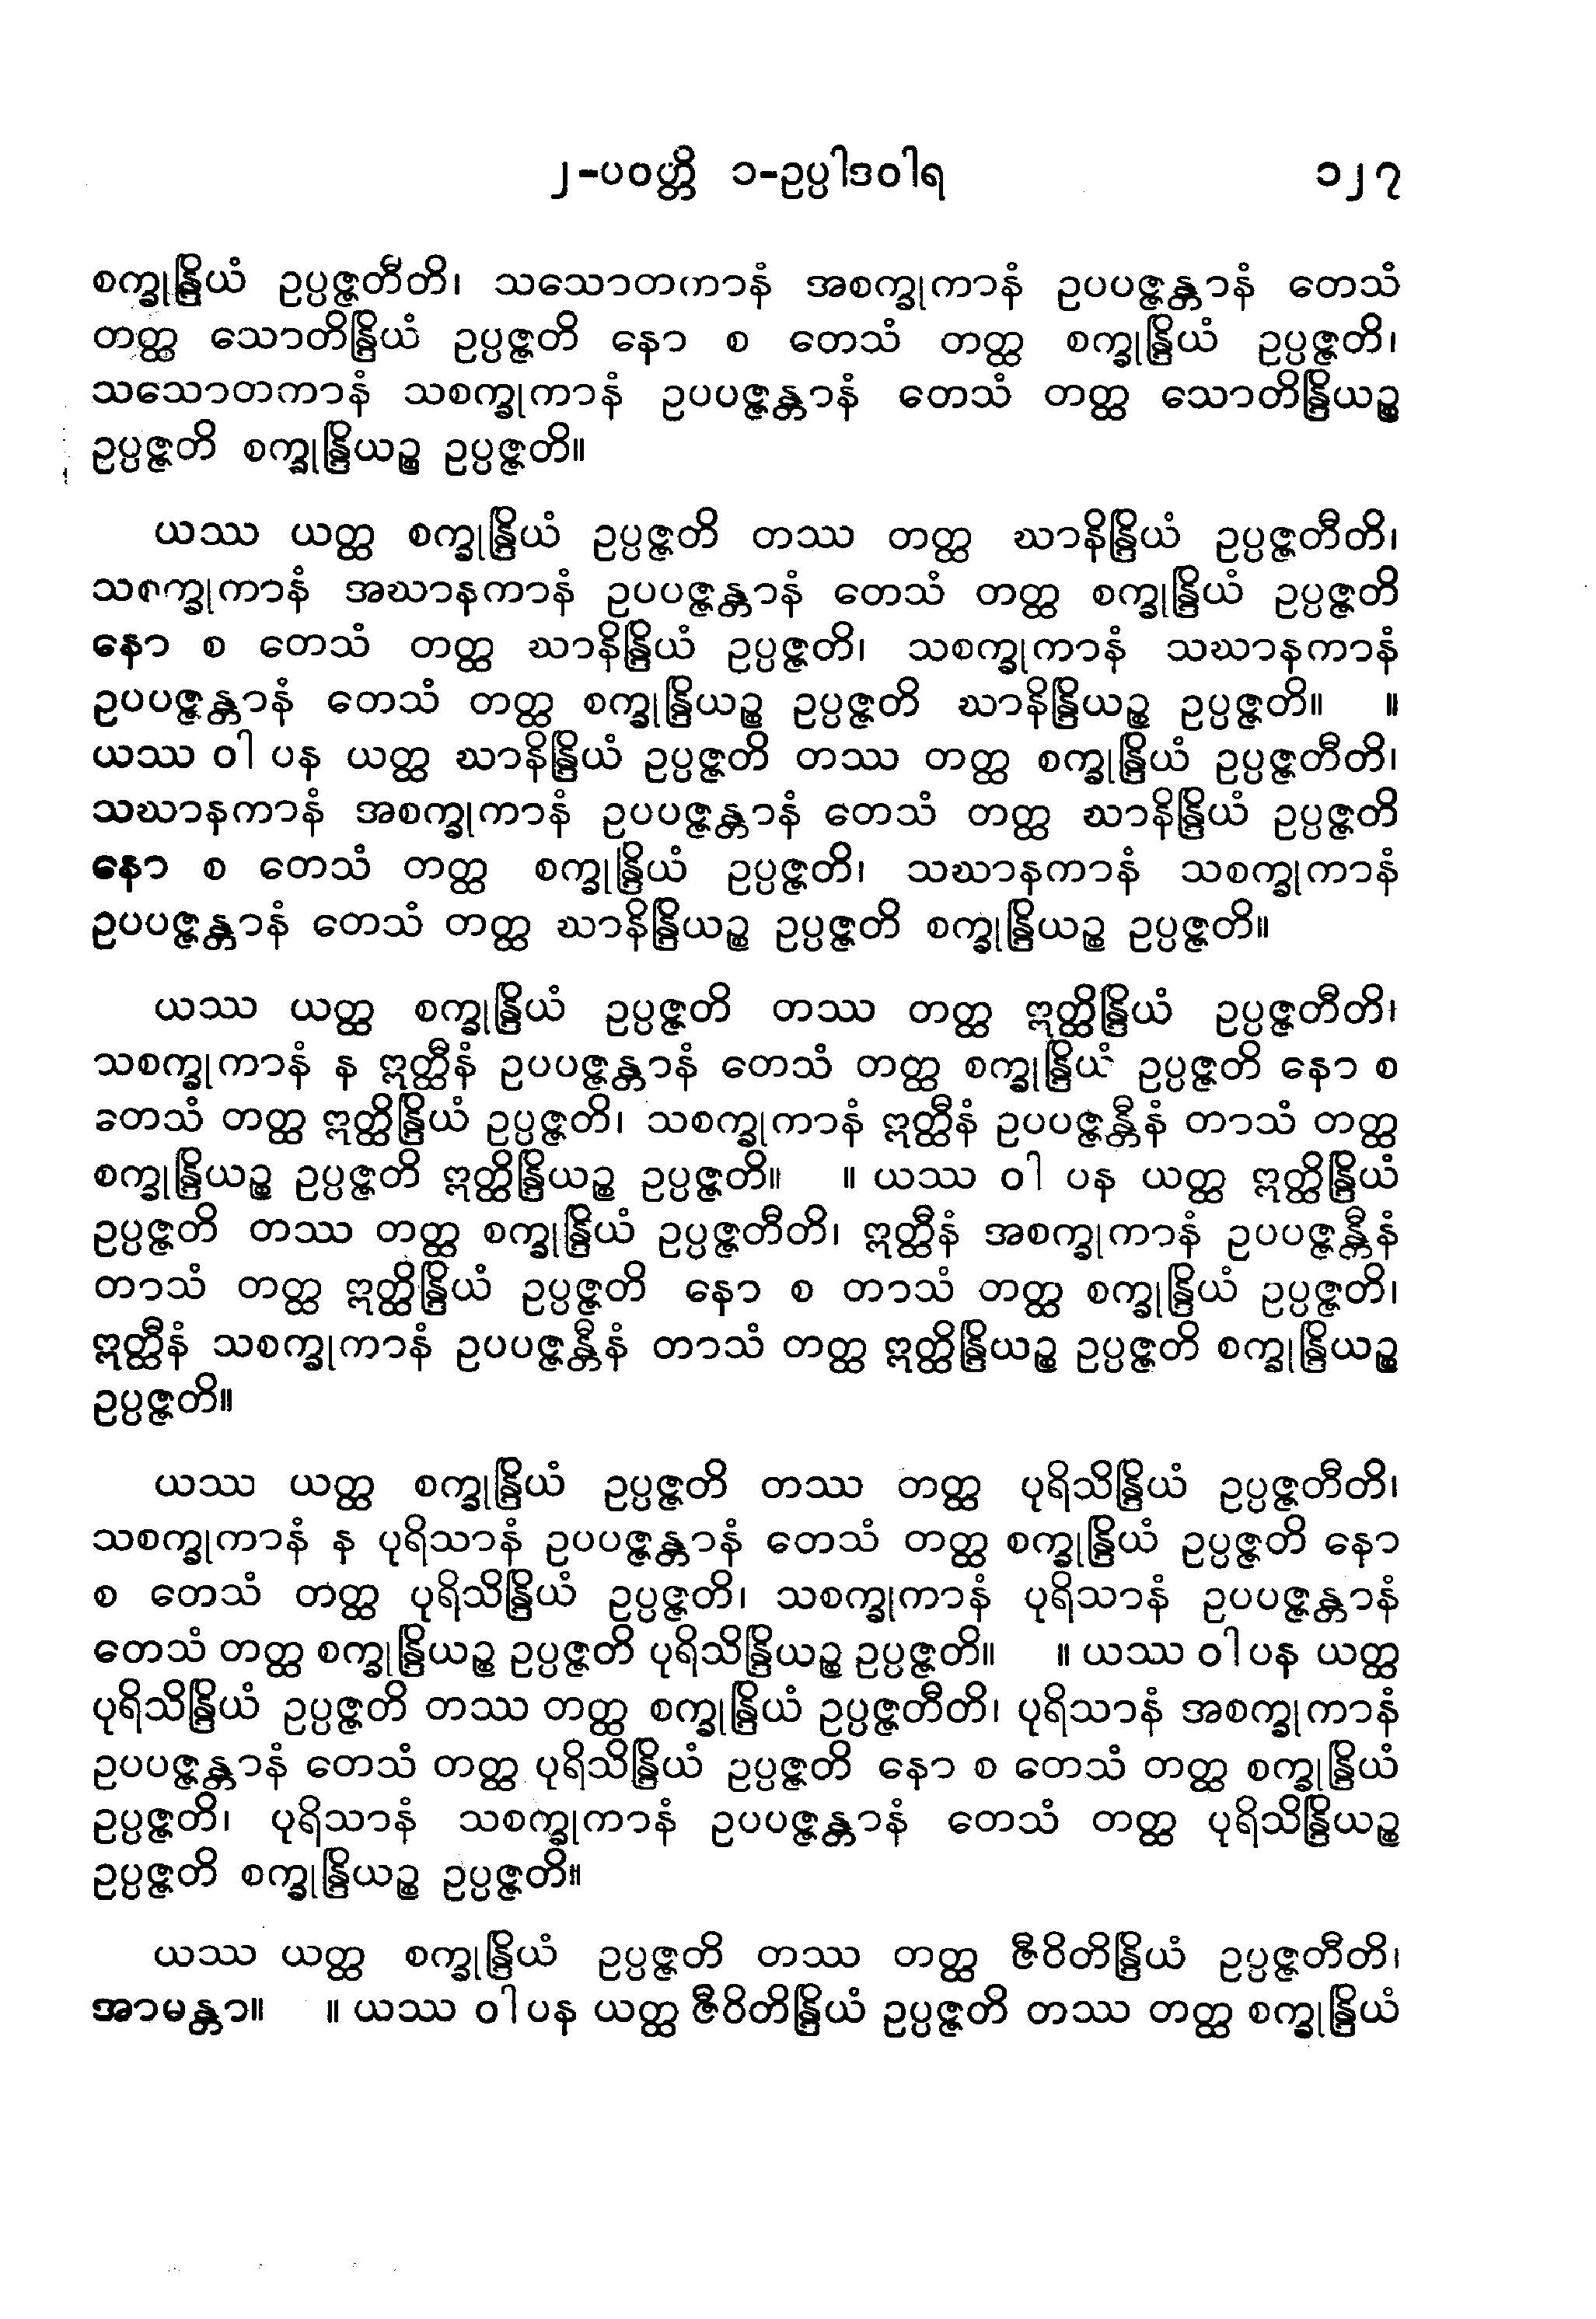 ၂-ပဝတ္တိ ၁-ဥပ္ပါဒဝါရ ၁၂၇
စက္ခုန္ဒြိယံ ဥပ္ပဇ္ဇတီတိ၊ သသောတကာနံ အစက္ခုကာနံ ဥပပဇ္ဇန္တာနံ တေသံ
တတ္ထ သောတိန္ဒြိယံ ဥပ္ပဇ္ဇတိ နော စ တေသံ တတ္ထ စက္ခုန္ဒြိယံ ဥပ္ပဇ္ဇတိ၊
သသောတကာနံ သစက္ခုကာနံ ဥပပဇ္ဇန္တာနံ တေသံ တတ္ထ သောတိန္ဒြိယဉ္စ
ဥပ္ပဇ္ဇတိ စက္ခုန္ဒြိယဉ္စ ဥပ္ပဇ္ဇတိ။
ယဿ ယတ္ထ စက္ခုန္ဒြိယံ ဥပ္ပဇ္ဇတိ တဿ တတ္ထ ဃာနိန္ဒြိယံ ဥပ္ပဇ္ဇတီတိ၊
သစက္ခုကာနံ အဃာနကာနံ ဥပပဇ္ဇန္တာနံ တေသံ တတ္ထ စက္ခုန္ဒြိယံ ဥပ္ပဇ္ဇတိ
နော စ တေသံ တတ္ထ ဃာနိန္ဒြိယံ ဥပ္ပဇ္ဇတိ၊ သစက္ခုကာနံ သဃာနကာနံ
ဥပပဇ္ဇန္တာနံ တေသံ တတ္ထ စက္ခုန္ဒြိယဉ္စ ဥပ္ပဇ္ဇတိ ဃာနိန္ဒြိယဉ္စ ဥပ္ပဇ္ဇတိ။ ။
ယဿ ဝါ ပန ယတ္ထ ဃာနိန္ဒြိယံ ဥပ္ပဇ္ဇတိ တဿ တတ္ထ စက္ခုန္ဒြိယံ ဥပ္ပဇ္ဇတီတိ၊
သဃာနကာနံ အစက္ခုကာနံ ဥပပဇ္ဇန္တာနံ တေသံ တတ္ထ ဃာနိန္ဒြိယံ ဥပ္ပဇ္ဇတိ
နော စ တေသံ တတ္ထ စက္ခုန္ဒြိယံ ဥပ္ပဇ္ဇတိ၊ သဃာနကာနံ သစက္ခုကာနံ
ဥပပဇ္ဇန္တာနံ တေသံ တတ္ထ ဃာနိန္ဒြိယဉ္စ ဥပ္ပဇ္ဇတိ စက္ခုန္ဒြိယဉ္စ ဥပ္ပဇ္ဇတိ။
ယဿ ယတ္ထ စက္ခုန္ဒြိယံ ဥပ္ပဇ္ဇတိ တဿ တတ္ထ ဣတ္ထိန္ဒြိယံ ဥပ္ပဇ္ဇတီတိ၊
သစက္ခုကာနံ န ဣတ္ထီနံ ဥပပဇ္ဇန္တာနံ တေသံ တတ္ထ စက္ခုန္ဒြိယံ ဥပ္ပဇ္ဇတိ နော စ
တေသံ တတ္ထ ဣတ္ထိန္ဒြိယံ ဥပ္ပဇ္ဇတိ၊ သစက္ခုကာနံ ဣတ္ထီနံ ဥပပဇ္ဇန္တီနံ တာသံ တတ္ထ
စက္ခုန္ဒြိယဉ္စ ဥပ္ပဇ္ဇတိ ဣတ္ထိန္ဒြိယဉ္စ ဥပ္ပဇ္ဇတိ။ ။ ယဿ ဝါ ပန ယတ္ထ ဣတ္ထိန္ဒြိယံ
ဥပ္ပဇ္ဇတိ တဿ တတ္ထ စက္ခုန္ဒြိယံ ဥပ္ပဇ္ဇတီတိ၊ ဣတ္ထီနံ အစက္ခုကာနံ ဥပပဇ္ဇန္တီနံ
တာသံ တတ္ထ ဣတ္ထိန္ဒြိယံ ဥပ္ပဇ္ဇတိ နော စ တာသံ တတ္ထ စက္ခုန္ဒြိယံ ဥပ္ပဇ္ဇတိ၊
ဣတ္ထီနံ သစက္ခုကာနံ ဥပပဇ္ဇန္တီနံ တာသံ တတ္ထ ဣတ္ထိန္ဒြိယဉ္စ ဥပ္ပဇ္ဇတိ စက္ခုန္ဒြိယဉ္စ
ဥပ္ပဇ္ဇတိ။
ယဿ ယတ္ထ စက္ခုန္ဒြိယံ ဥပ္ပဇ္ဇတိ တဿ တတ္ထ ပုရိသိန္ဒြိယံ ဥပ္ပဇ္ဇတီတိ၊
သစက္ခုကာနံ န ပုရိသာနံ ဥပပဇ္ဇန္တာနံ တေသံ တတ္ထ စက္ခုန္ဒြိယံ ဥပ္ပဇ္ဇတိ နော
စ တေသံ တတ္ထ ပုရိသိန္ဒြိယံ ဥပ္ပဇ္ဇတိ၊ သစက္ခုကာနံ ပုရိသာနံ ဥပပဇ္ဇန္တာနံ
တေသံ တတ္ထ စက္ခုန္ဒြိယဉ္စ ဥပ္ပဇ္ဇတိ ပုရိသိန္ဒြိယဉ္စ ဥပ္ပဇ္ဇတိ။ ။ ယဿ ဝါ ပန ယတ္ထ
ပုရိသိန္ဒြိယံ ဥပ္ပဇ္ဇတိ တဿ တတ္ထ စက္ခုန္ဒြိယံ ဥပ္ပဇ္ဇတီတိ၊ ပုရိသာနံ အစက္ခုကာနံ
ဥပပဇ္ဇန္တာနံ တေသံ တတ္ထ ပုရိသိန္ဒြိယံ ဥပ္ပဇ္ဇတိ နော စ တေသံ တတ္ထ စက္ခုန္ဒြိယံ
ဥပ္ပဇ္ဇတိ၊ ပုရိသာနံ သစက္ခုကာနံ ဥပပဇ္ဇန္တာနံ တေသံ တတ္ထ ပုရိသိန္ဒြိယဉ္စ
ဥပ္ပဇ္ဇတိ စက္ခုန္ဒြိယဉ္စ ဥပ္ပဇ္ဇတိ။
ယဿ ယတ္ထ စက္ခုန္ဒြိယံ ဥပ္ပဇ္ဇတိ တဿ တတ္ထ ဇီဝိတိန္ဒြိယံ ဥပ္ပဇ္ဇတီတိ၊
အာမန္တာ။ ။ ယဿ ဝါ ပန ယတ္ထ ဇီဝိတိန္ဒြိယံ ဥပ္ပဇ္ဇတိ တဿ တတ္ထ စက္ခုန္ဒြိယံ